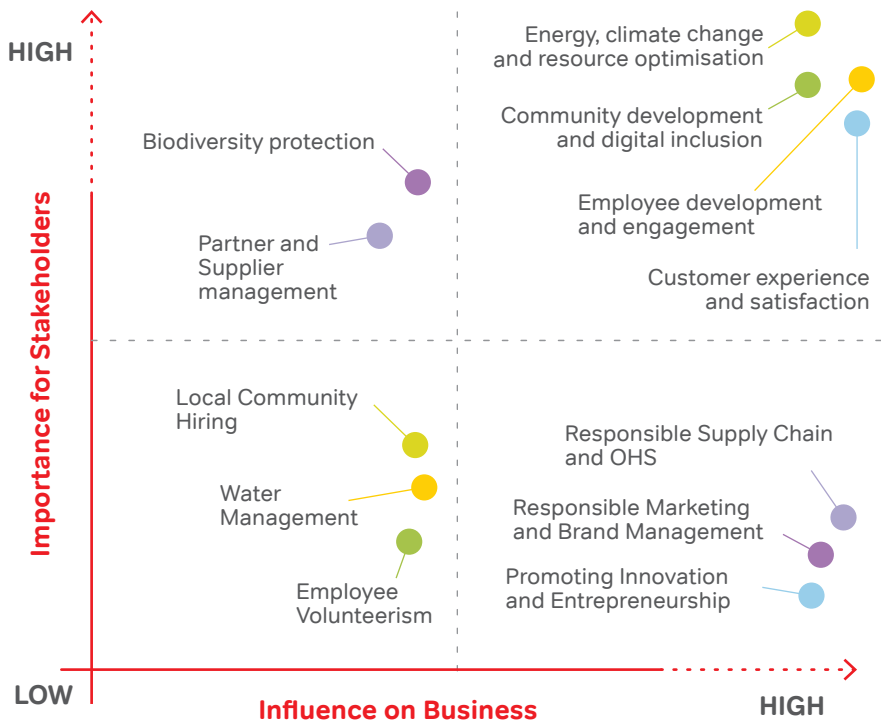 HIGH
Energy, climate change
and resource optimisation
Community development
and digital inclusion
Biodiversity protection
Employee development
and engagement
Partner and
Supplier
management
Customer experience
and satisfaction
Importance for Stakeholders
Local Community
Hiring
Responsible Supply Chain
and OHS
Water
Management
Responsible Marketing
and Brand Management
Employee
Volunteerism
Promoting Innovation
and Entrepreneurship
LOW
Influence on Business
HIGH